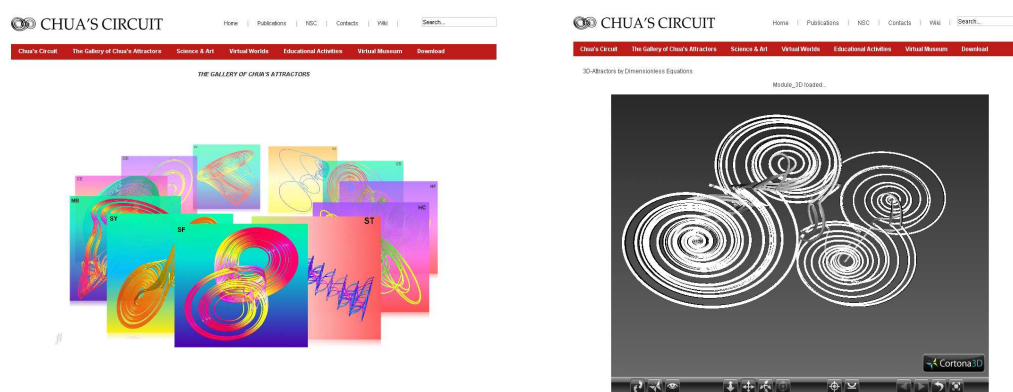 CHUA'S CIRCUIT
Home | Publications | NSC | Contacts | Wiki |
Search...
Chua's Circuit The Gallery of Chua's Attractors Science & Art Virtual Worlds Educational Activities Virtual Museum Download
THE GALLERY OF CHUA'S ATTRACTORS
MB
SY
SF
ST
HC
CHUA'S CIRCUIT
Home | Publications | NSC | Contacts | Wiki |
Search...
Chua's Circuit The Gallery of Chua's Attractors Science & Art Virtual Worlds Educational Activities Virtual Museum Download
3D-Attractors by Dimensionless Equations
Module_3D loaded...
Cortona3D